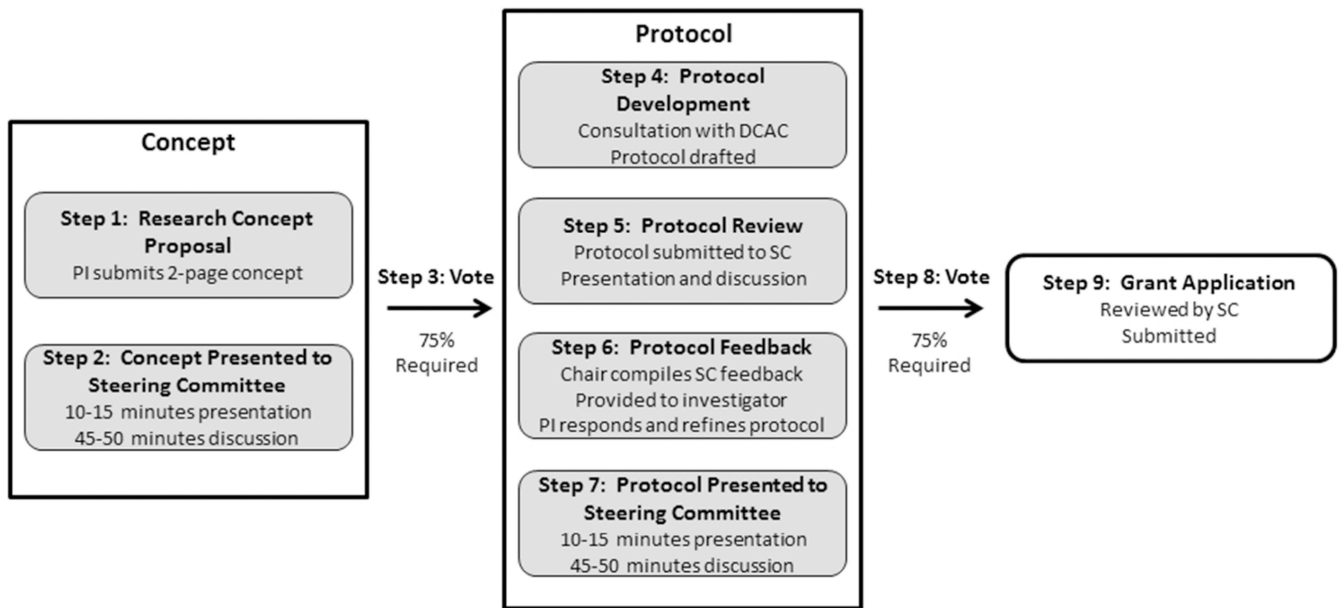 Concept
Step 1: Research Concept
Proposal
PI submits 2-page concept
Step 2: Concept Presented to
Steering Committee
10-15 minutes presentation
45-50 minutes discussion
Step 3: Vote
75%
Required
Protocol
Step 4: Protocol
Development
Consultation with DCAC
Protocol drafted
Step 5: Protocol Review
Protocol submitted to SC
Presentation and discussion
Step 6: Protocol Feedback
Chair compiles SC feedback
Provided to investigator
PI responds and refines protocol
Step 7: Protocol Presented to
Steering Committee
10-15 minutes presentation
45-50 minutes discussion
Step 8: Vote
75%
Required
Step 9: Grant Application
Reviewed by SC
Submitted